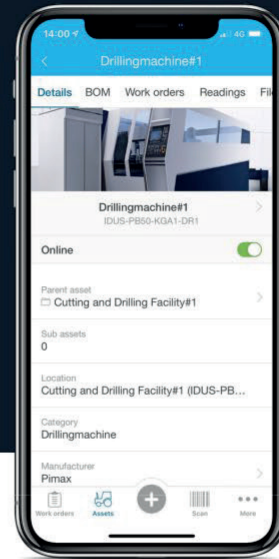 14:00
4G
Drillingmachine#1
Details BOM Work orders Readings Fil
Drillingmachine#1
IDUS-PB50-KGA1-DR1
Online
Parent asset
Cutting and Drilling Facility#1
Sub assets
0
Location
Cutting and Drilling Facility#1 (IDUS-PB...
Category
Drillingmachine
Manufacturer
Pimax
Work orders Assets Scan More